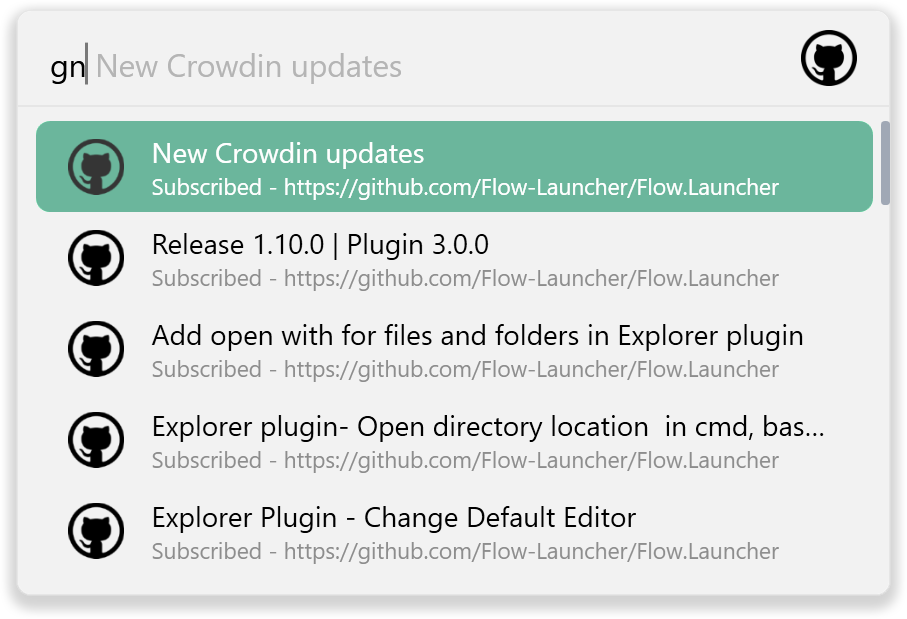 gn New Crowdin updates
New Crowdin updates
Subscribed - https://github.com/Flow-Launcher/Flow.Launcher
Release 1.10.0 | Plugin 3.0.0
Subscribed - https://github.com/Flow-Launcher/Flow.Launcher
Add open with for files and folders in Explorer plugin
Subscribed - https://github.com/Flow-Launcher/Flow.Launcher
Explorer plugin- Open directory location  in cmd, bas...
Subscribed - https://github.com/Flow-Launcher/Flow.Launcher
Explorer Plugin - Change Default Editor
Subscribed - https://github.com/Flow-Launcher/Flow.Launcher